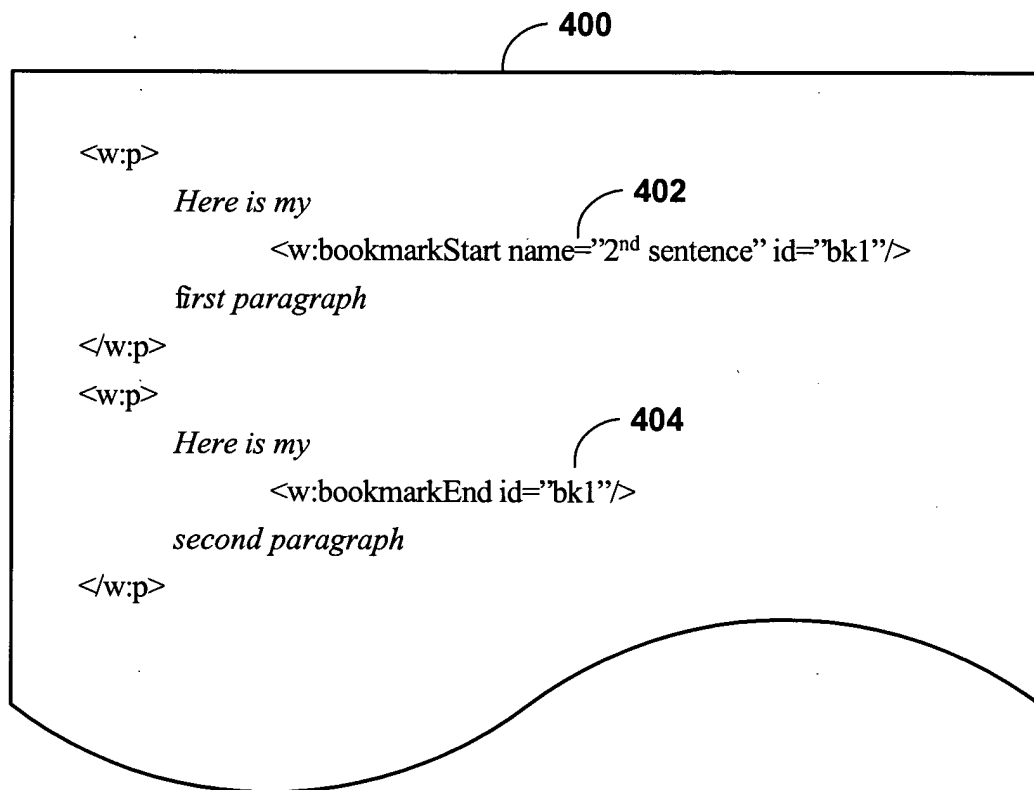 400
<w:p>
Here is my
402
<w:bookmarkStart name=”2nd sentence” id=”bk1”/>
first paragraph
</w:p>
<w:p>
Here is my
404
<w:bookmarkEnd id=”bk1”/>
second paragraph
</w:p>